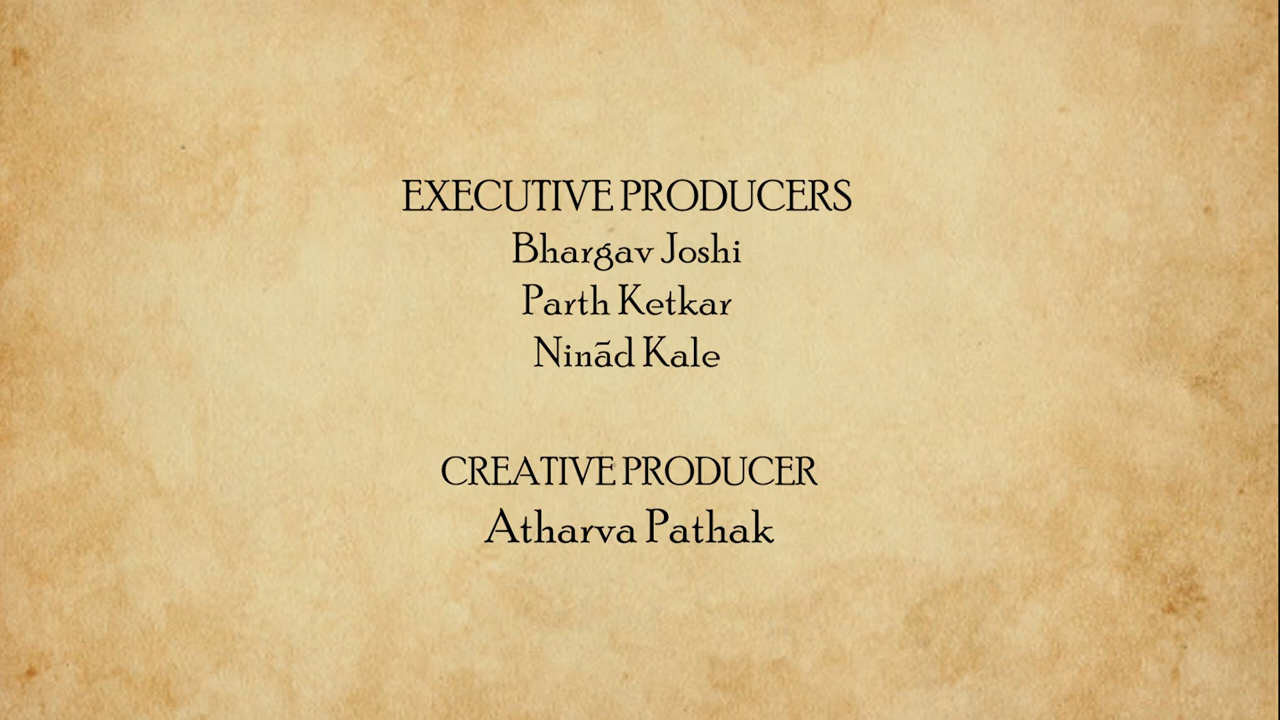 EXECUTIVE PRODUCERS
Bhargav Joshi
Parth Ketkar
Ninād Kale
CREATIVE PRODUCER
Atharva Pathak